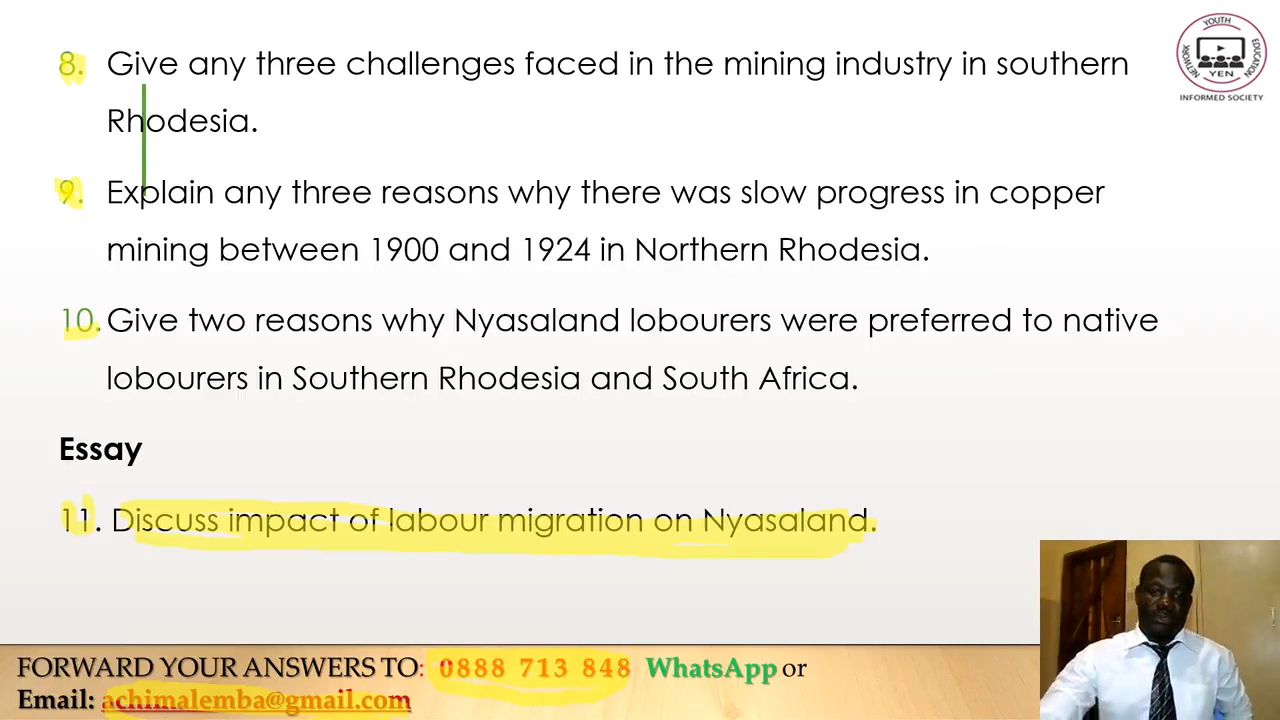 8. Give any three challenges faced in the mining industry in southern
Rhodesia.
9. Explain any three reasons why there was slow progress in copper
mining between 1900 and 1924 in Northern Rhodesia.
10. Give two reasons why Nyasaland lobourers were preferred to native
lobourers in Southern Rhodesia and South Africa.
Essay
11. Discuss impact of labour migration on Nyasaland.
FORWARD YOUR ANSWERS TO: 0888 713 848 WhatsApp or
Email: achimalemba@gmail.com
YOUTH
NETWORK
EDUCATION
YEN
INFORMED SOCIETY